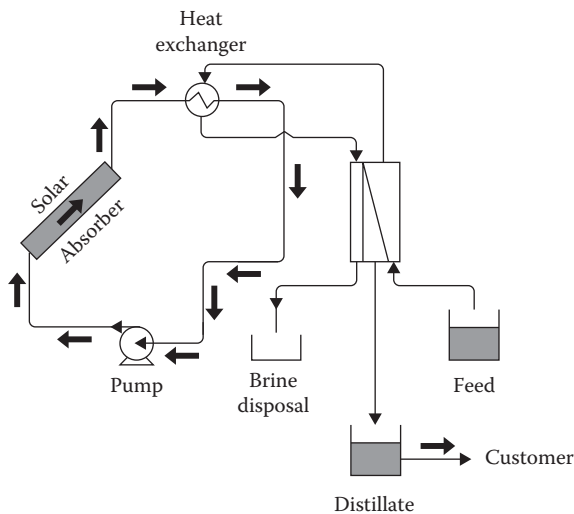 Heat
exchanger
Solar
Absorber
Pump
Brine
disposal
Feed
Customer
Distillate